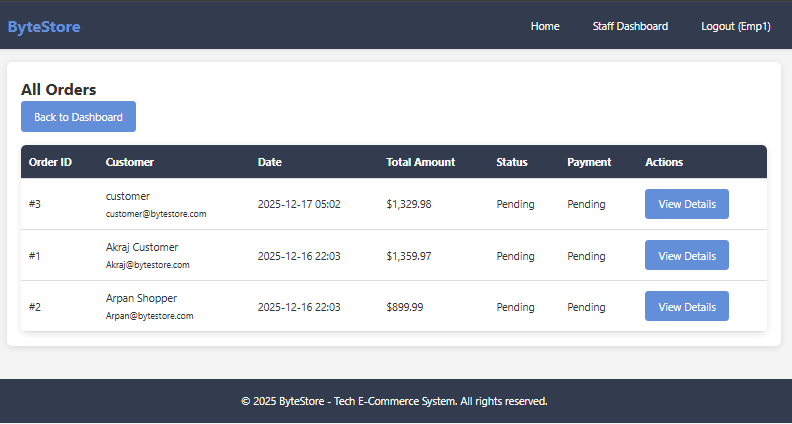 ByteStore Home Staff Dashboard Logout (Emp1)
All Orders
Back to Dashboard
Order ID Customer Date Total Amount Status Payment Actions
#3 customer 2025-12-17 05:02 $1,329.98 Pending Pending View Details
customer@bytestore.com
#1 Akraj Customer 2025-12-16 22:03 $1,359.97 Pending Pending View Details
Akraj@bytestore.com
#2 Arpan Shopper 2025-12-16 22:03 $899.99 Pending Pending View Details
Arpan@bytestore.com
© 2025 ByteStore - Tech E-Commerce System. All rights reserved.